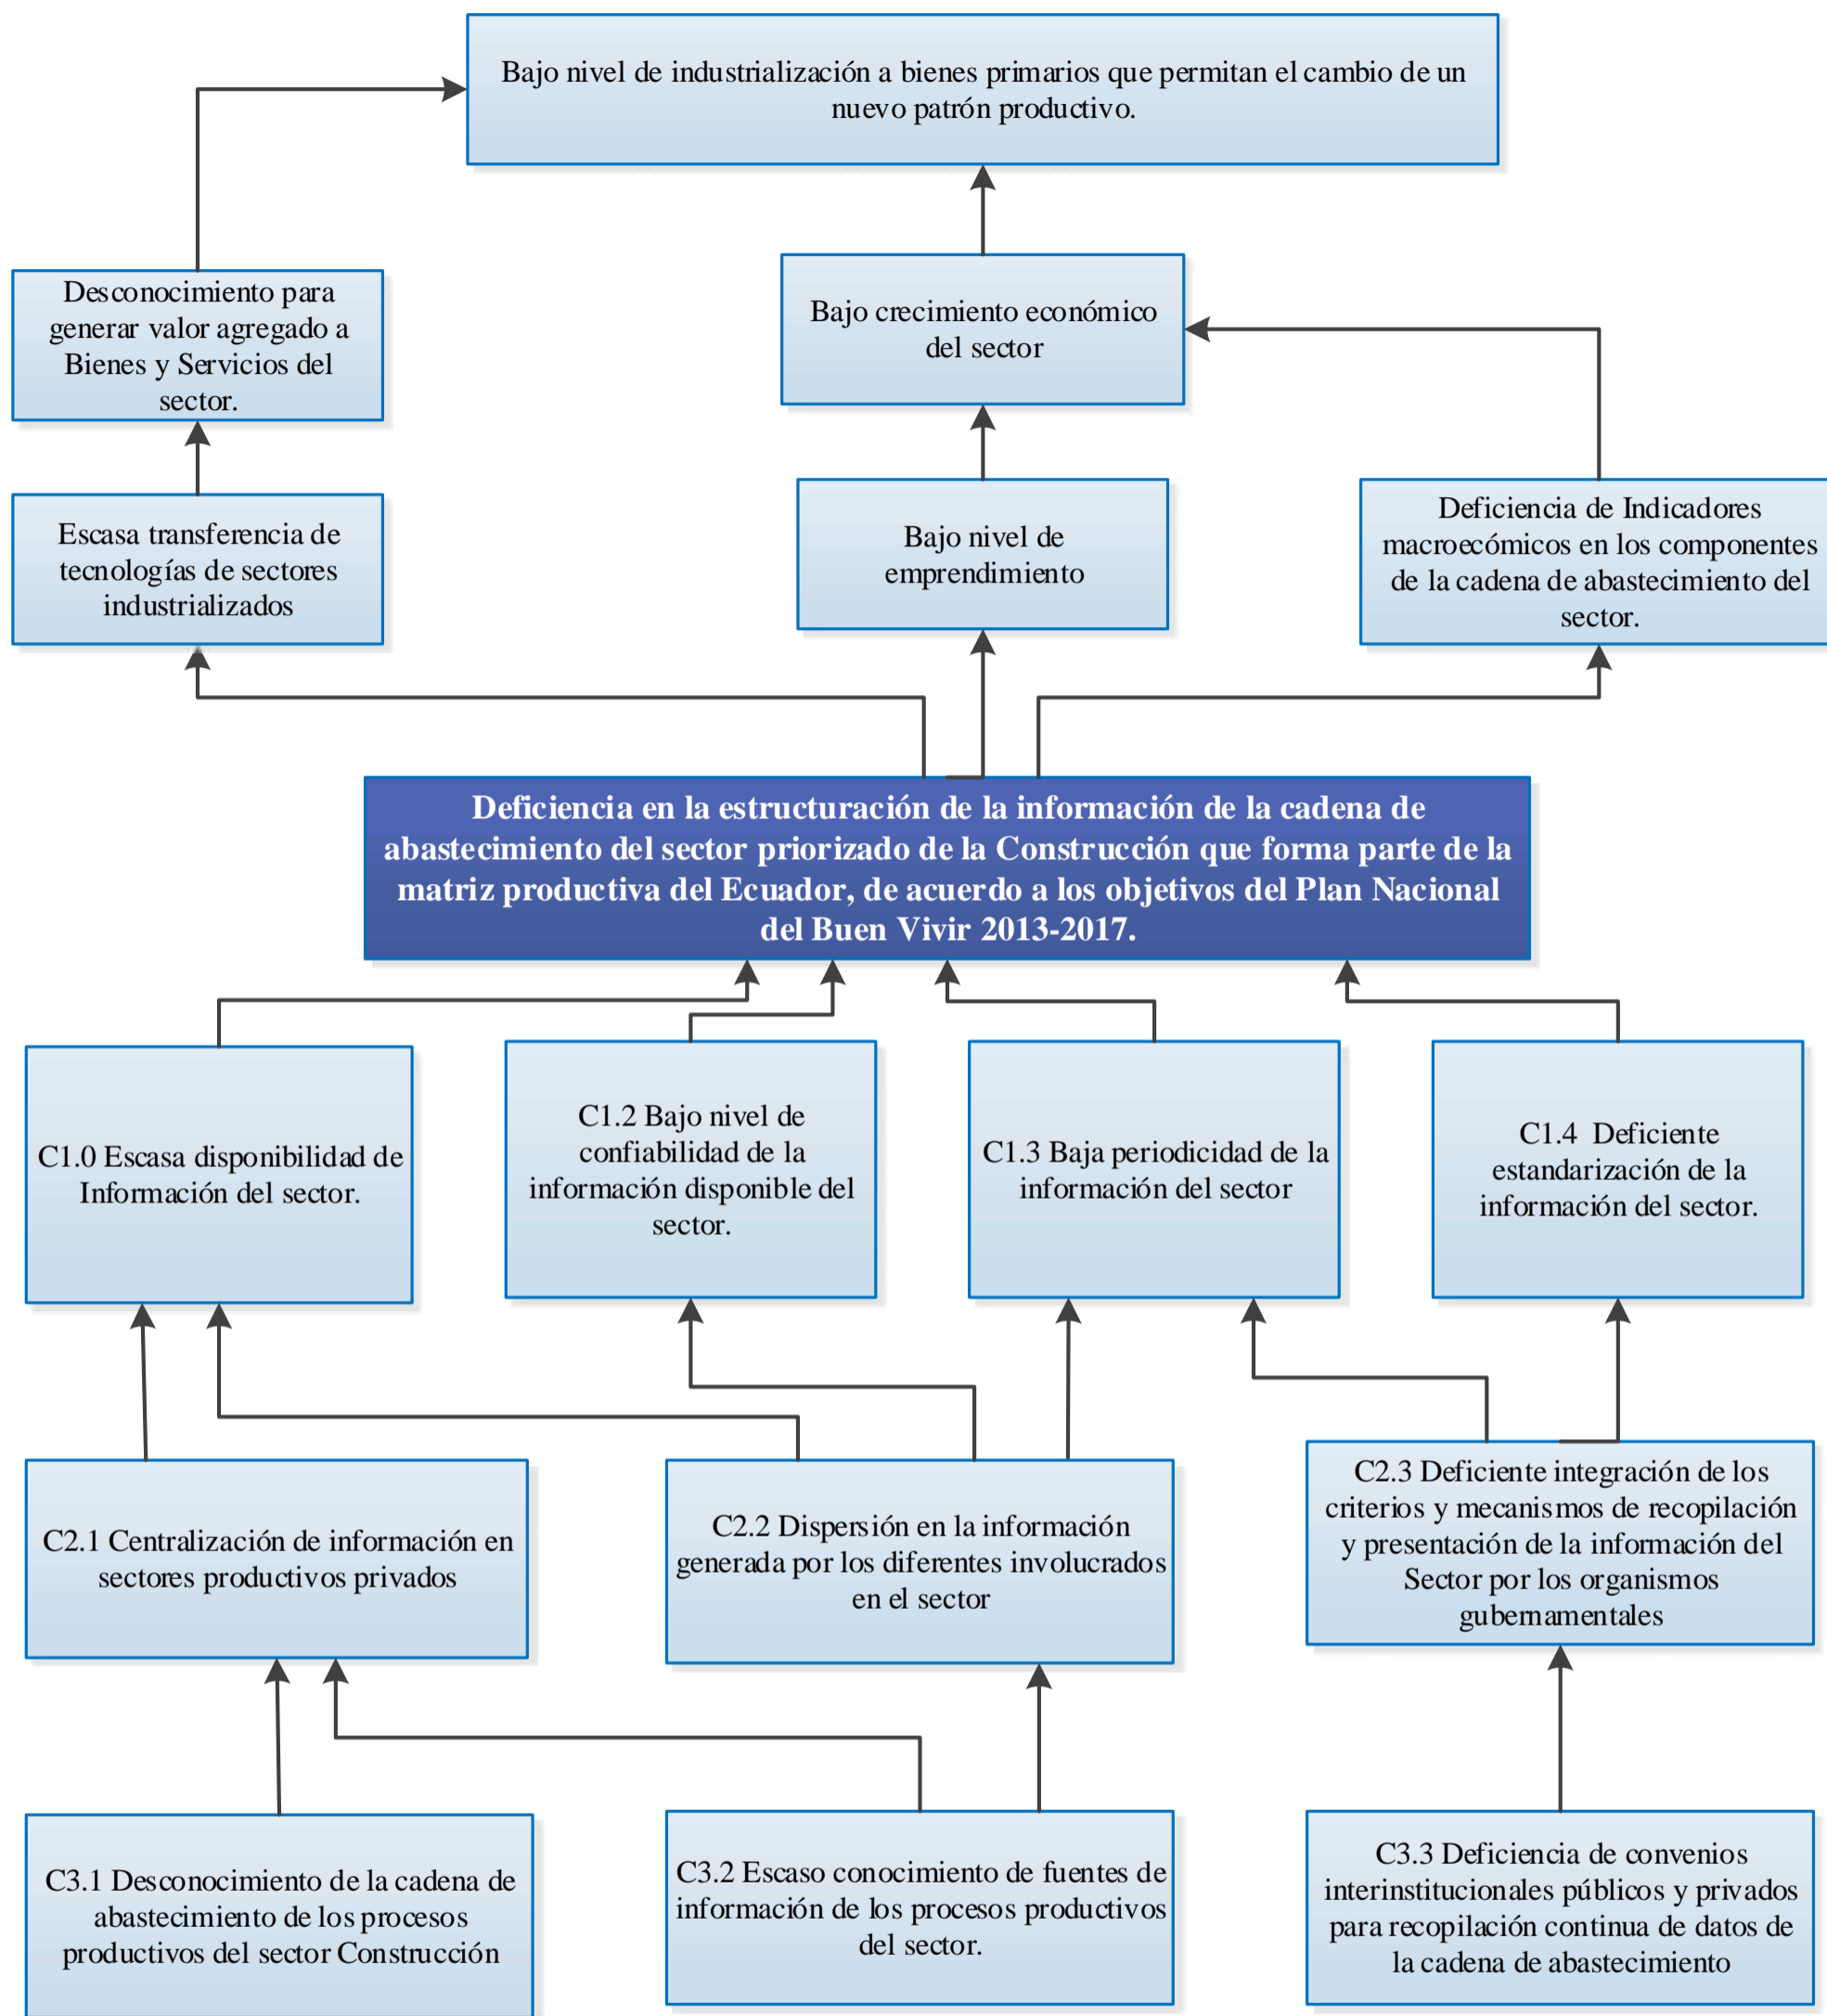 Bajo nivel de industrialización a bienes primarios que permitan el cambio de un
nuevo patrón productivo.
Desconocimiento para
generar valor agregado a
Bienes y Servicios del
sector.
Bajo crecimiento económico
del sector
Escasa transferencia de
tecnologías de sectores
industrializados
Bajo nivel de
emprendimiento
Deficiencia de Indicadores
macroecómicos en los componentes
de la cadena de abastecimiento del
sector.
Deficiencia en la estructuración de la información de la cadena de
abastecimiento del sector priorizado de la Construcción que forma parte de la
matriz productiva del Ecuador, de acuerdo a los objetivos del Plan Nacional
del Buen Vivir 2013-2017.
C1.0 Escasa disponibilidad de
Información del sector.
C1.2 Bajo nivel de
confiabilidad de la
información disponible del
sector.
C1.3 Baja periodicidad de la
información del sector
C1.4 Deficiente
estandarización de la
información del sector.
C2.1 Centralización de información en
sectores productivos privados
C2.2 Dispersión en la información
generada por los diferentes involucrados
en el sector
C2.3 Deficiente integración de los
criterios y mecanismos de recopilación
y presentación de la información del
Sector por los organismos
gubernamentales
C3.1 Desconocimiento de la cadena de
abastecimiento de los procesos
productivos del sector Construcción
C3.2 Escaso conocimiento de fuentes de
información de los procesos productivos
del sector.
C3.3 Deficiencia de convenios
interinstitucionales públicos y privados
para recopilación continua de datos de
la cadena de abastecimiento